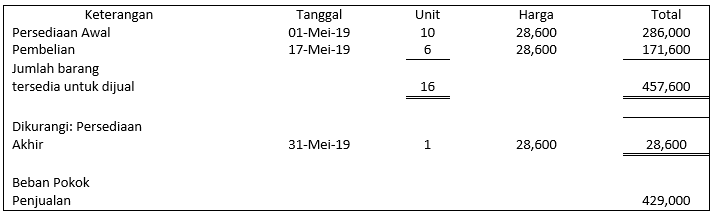 Keterangan Tanggal Unit Harga Total
Persediaan Awal 01-Mei-19 10 28,600 286,000
Pembelian 17-Mei-19 6 28,600 171,600
Jumlah barang
tersedia untuk dijual 16 457,600
Dikurangi: Persediaan
Akhir 31-Mei-19 1 28,600 28,600
Beban Pokok
Penjualan 429,000